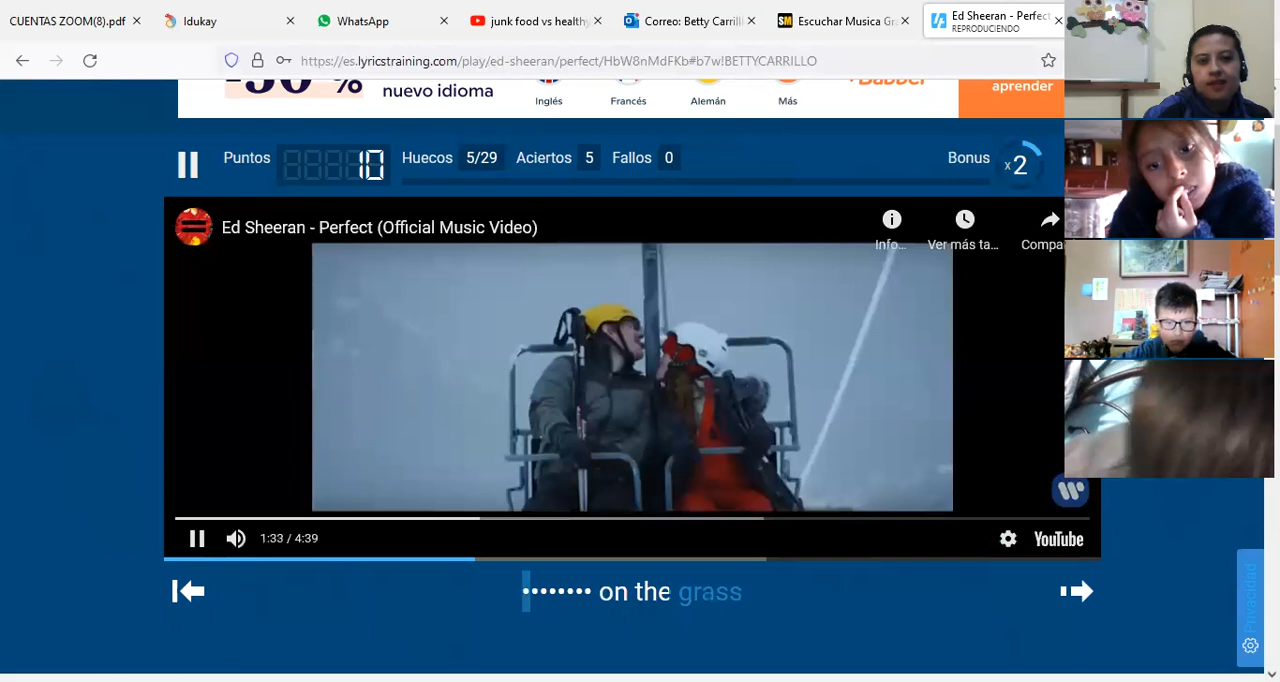 CUENTAS ZOOM(8).pdf
Idukay
WhatsApp
junk food vs healthy
Correo: Betty Carrill
Escuchar Musica Gr
Ed Sheeran - Perfect
REPRODUCIENDO
https://es.lyricstraining.com/play/ed-sheeran/perfect/HbW8nMdFKb#b7w!BETTYCARRILLO
-50 %
nuevo idioma
Inglés
Francés
Alemán
Más
Babbel
aprender
Puntos 10 Huecos 5/29 Aciertos 5 Fallos 0 Bonus x2
Ed Sheeran - Perfect (Official Music Video)
Info...
Ver más ta...
Compa
1:33 / 4:39
YouTube
•••••••• on the grass
Privacidad